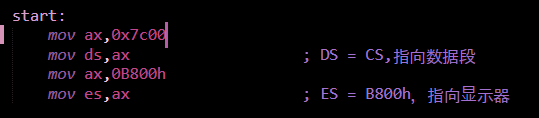 start:
mov ax,0x7c00
mov ds,ax ; DS = CS,指向数据段
mov ax,0B800h
mov es,ax ; ES = B800h，指向显示器